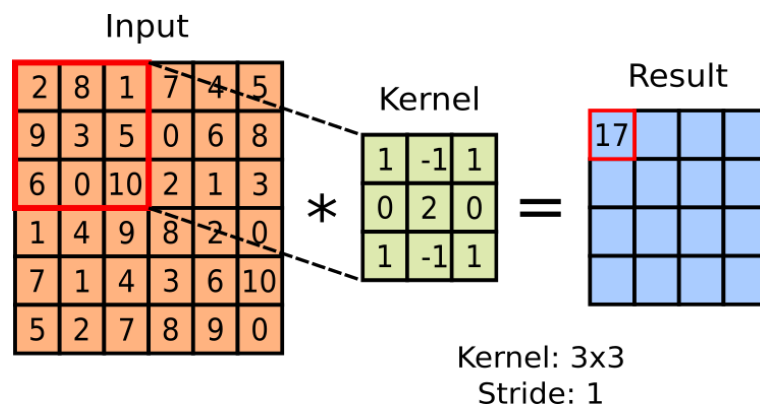 Input
2 8 1 7 4 5
9 3 5 0 6 8
6 0 10 2 1 3
1 4 9 8 2 0
7 1 4 3 6 10
5 2 7 8 9 0
*
Kernel
1 -1 1
0 2 0
1 -1 1
=
Result
17
Kernel: 3x3
Stride: 1